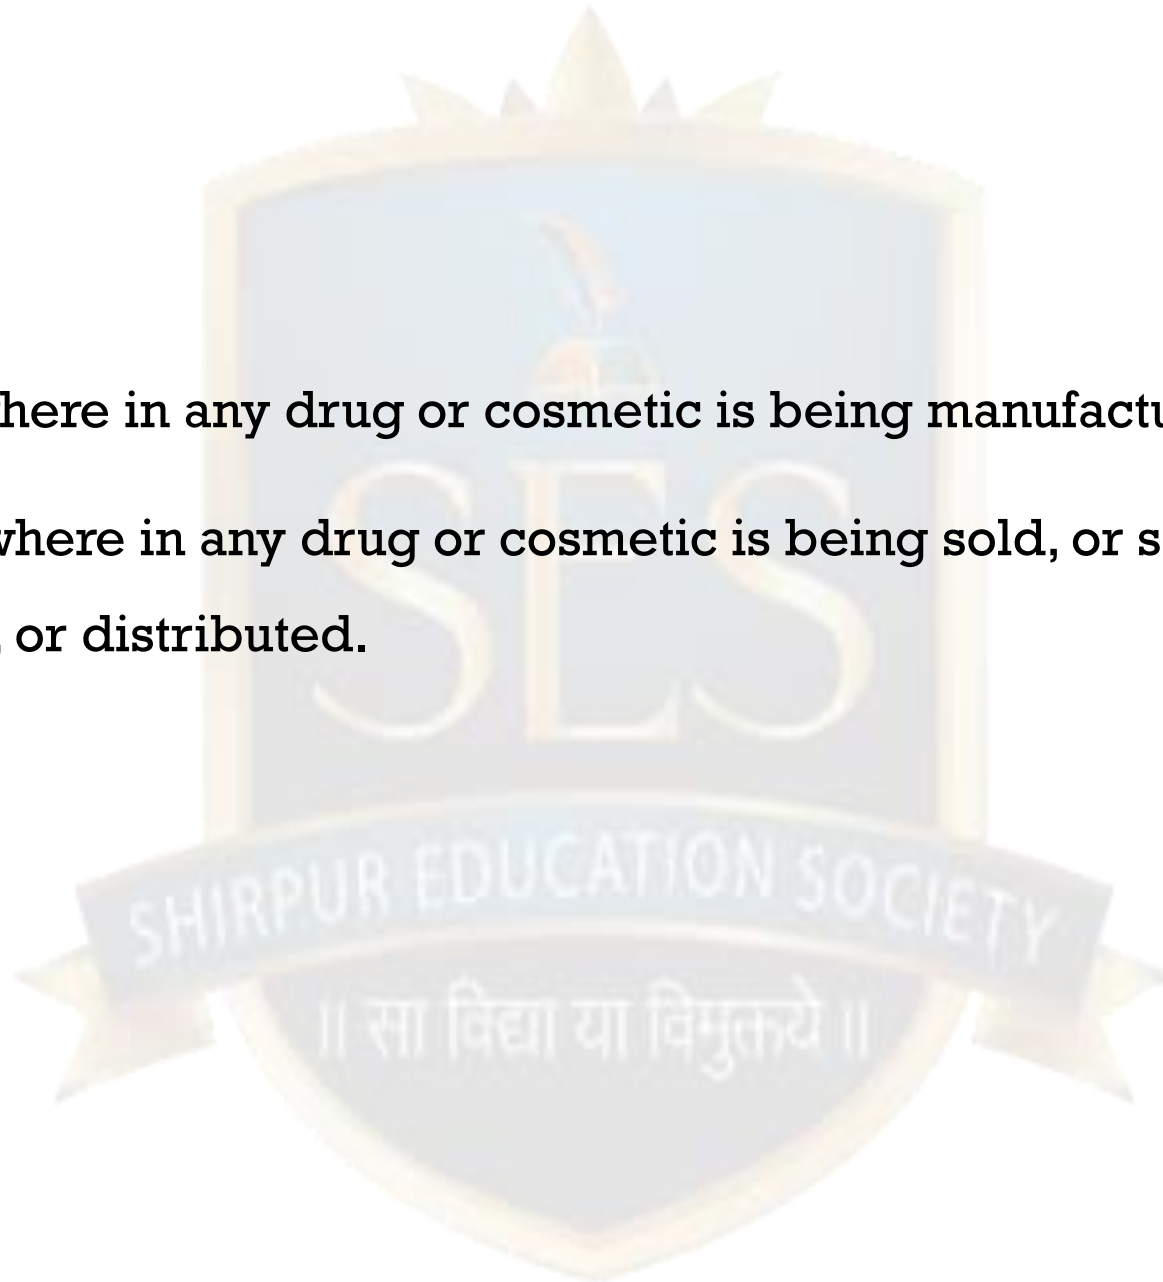 here in any drug or cosmetic is being manufactu
where in any drug or cosmetic is being sold, or s
or distributed.
SES
SHIRPUR EDUCATION SOCIETY
॥ सा विद्या या विमुक्तये ॥